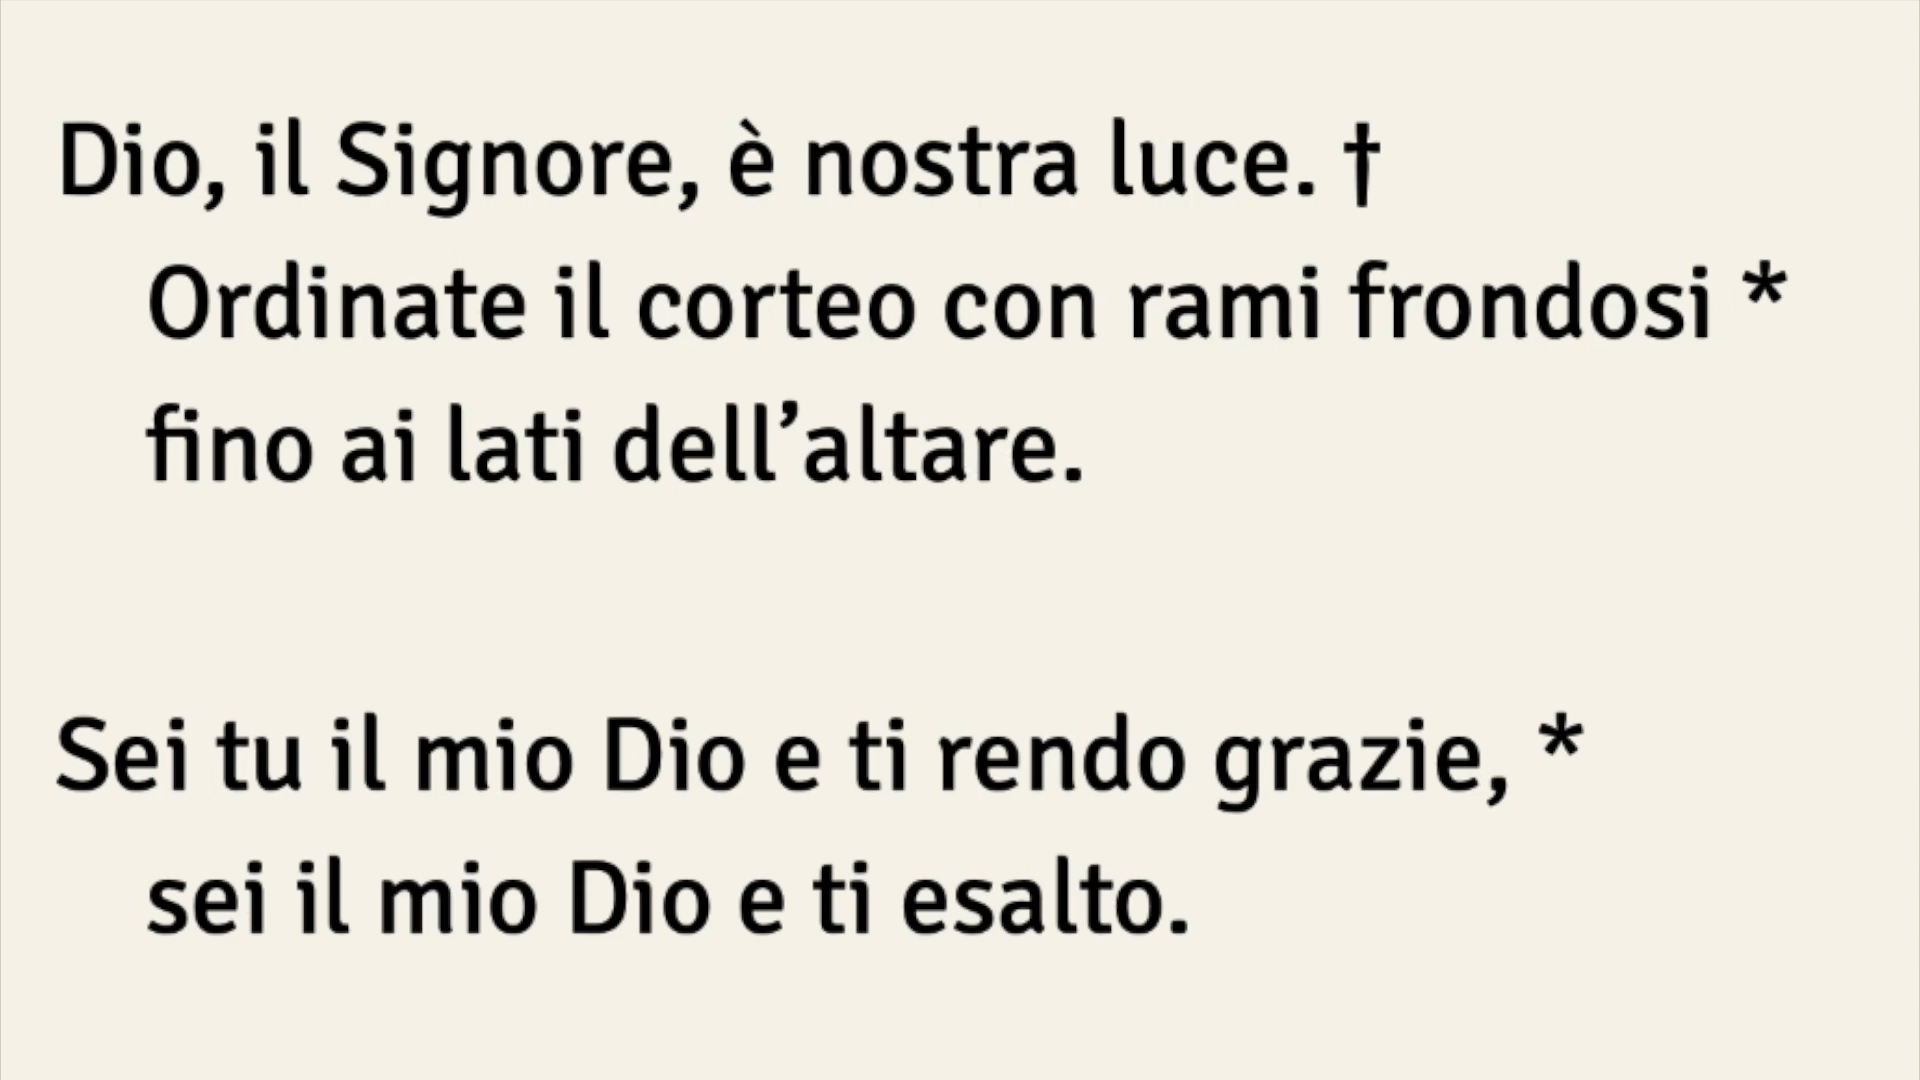 Dio, il Signore, è nostra luce. †
Ordinate il corteo con rami frondosi *
fino ai lati dell’altare.
Sei tu il mio Dio e ti rendo grazie, *
sei il mio Dio e ti esalto.